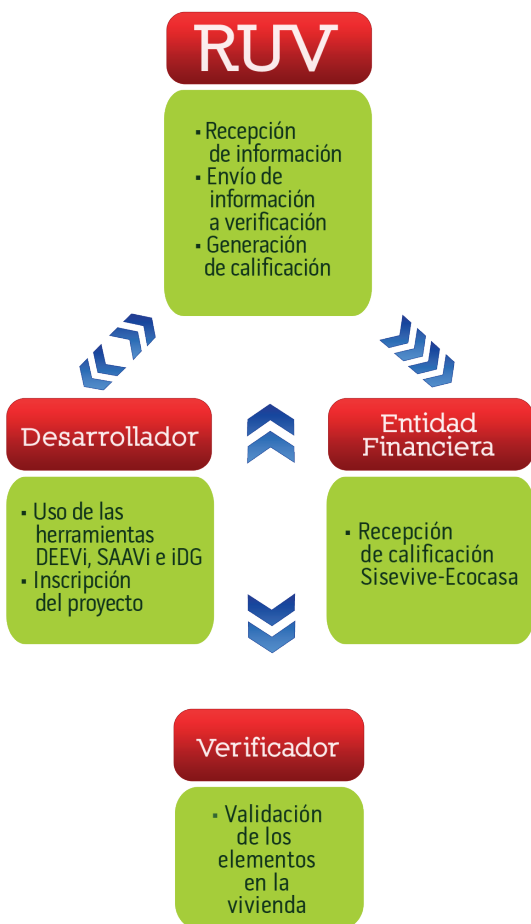 RUV
▪ Recepción
de información
▪ Envío de
información
a verificación
▪ Generación
de calificación
Desarrollador
▪ Uso de las
herramientas
DEEVi, SAAVi e iDG
▪ Inscripción
del proyecto
Entidad
Financiera
▪ Recepción
de calificación
Sisevive-Ecocasa
Verificador
▪ Validación
de los
elementos
en la
vivienda